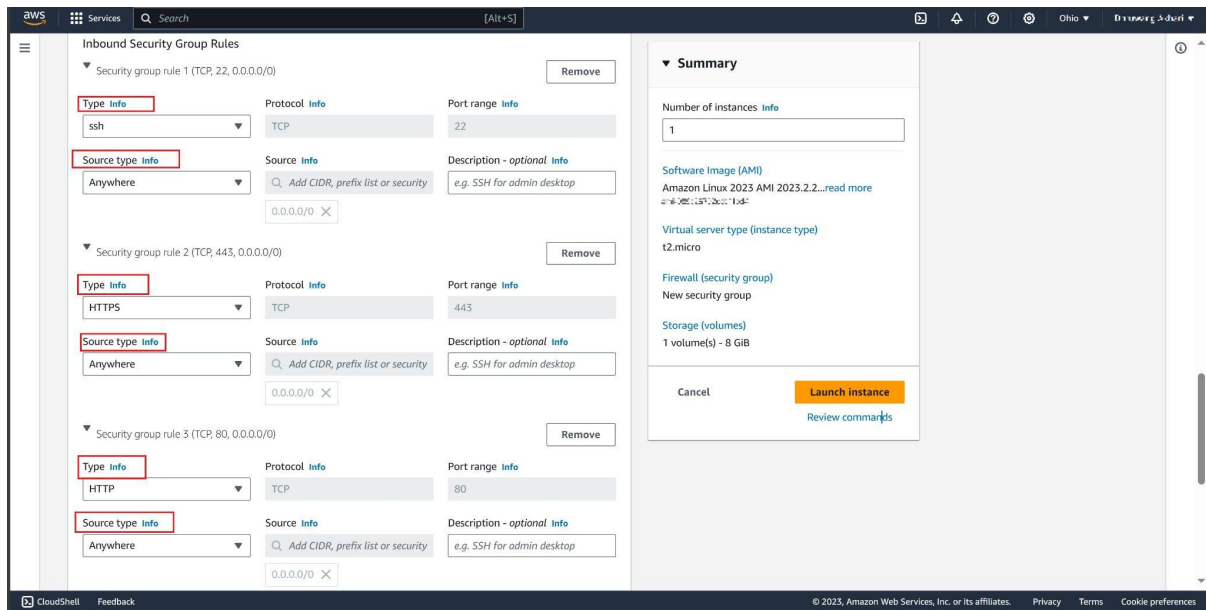 aws Services Search [Alt+S] Ohio
Inbound Security Group Rules
Security group rule 1 (TCP, 22, 0.0.0.0/0) Remove
Type Info Protocol Info Port range Info
ssh TCP 22
Source type Info Source Info Description - optional Info
Anywhere Add CIDR, prefix list or security e.g. SSH for admin desktop
0.0.0.0/0
Security group rule 2 (TCP, 443, 0.0.0.0/0) Remove
Type Info Protocol Info Port range Info
HTTPS TCP 443
Source type Info Source Info Description - optional Info
Anywhere Add CIDR, prefix list or security e.g. SSH for admin desktop
0.0.0.0/0
Security group rule 3 (TCP, 80, 0.0.0.0/0) Remove
Type Info Protocol Info Port range Info
HTTP TCP 80
Source type Info Source Info Description - optional Info
Anywhere Add CIDR, prefix list or security e.g. SSH for admin desktop
0.0.0.0/0
Summary
Number of instances Info
1
Software Image (AMI)
Amazon Linux 2023 AMI 2023.2.2...read more
Virtual server type (instance type)
t2.micro
Firewall (security group)
New security group
Storage (volumes)
1 volume(s) - 8 GiB
Cancel Launch instance
Review commands
CloudShell Feedback © 2023, Amazon Web Services, Inc. or its affiliates. Privacy Terms Cookie preferences